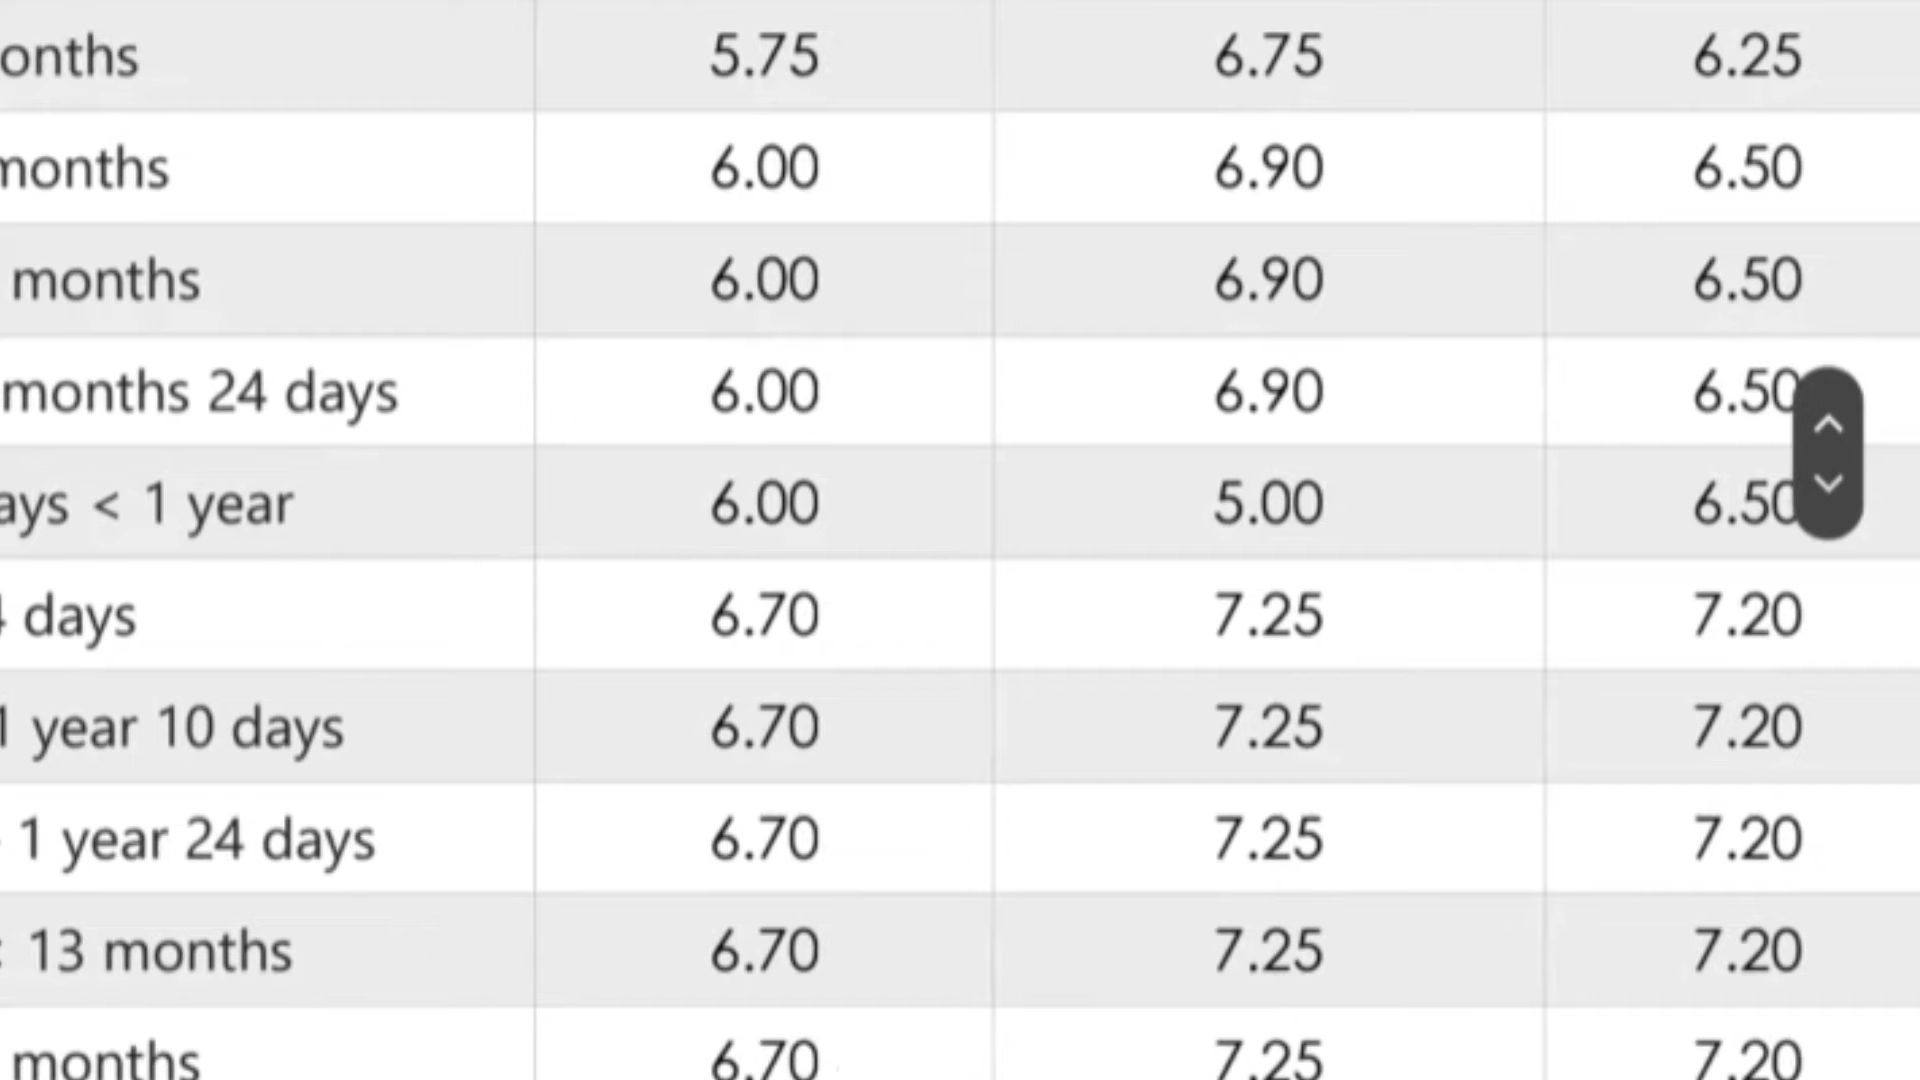 onths 5.75 6.75 6.25
months 6.00 6.90 6.50
months 6.00 6.90 6.50
months 24 days 6.00 6.90 6.50
ays < 1 year 6.00 5.00 6.50
days 6.70 7.25 7.20
1 year 10 days 6.70 7.25 7.20
1 year 24 days 6.70 7.25 7.20
13 months 6.70 7.25 7.20
months 6.70 7.25 7.20